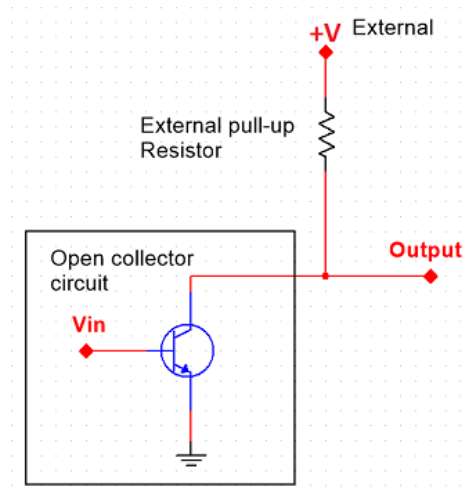 +V External
External pull-up
Resistor
Output
Open collector
circuit
Vin